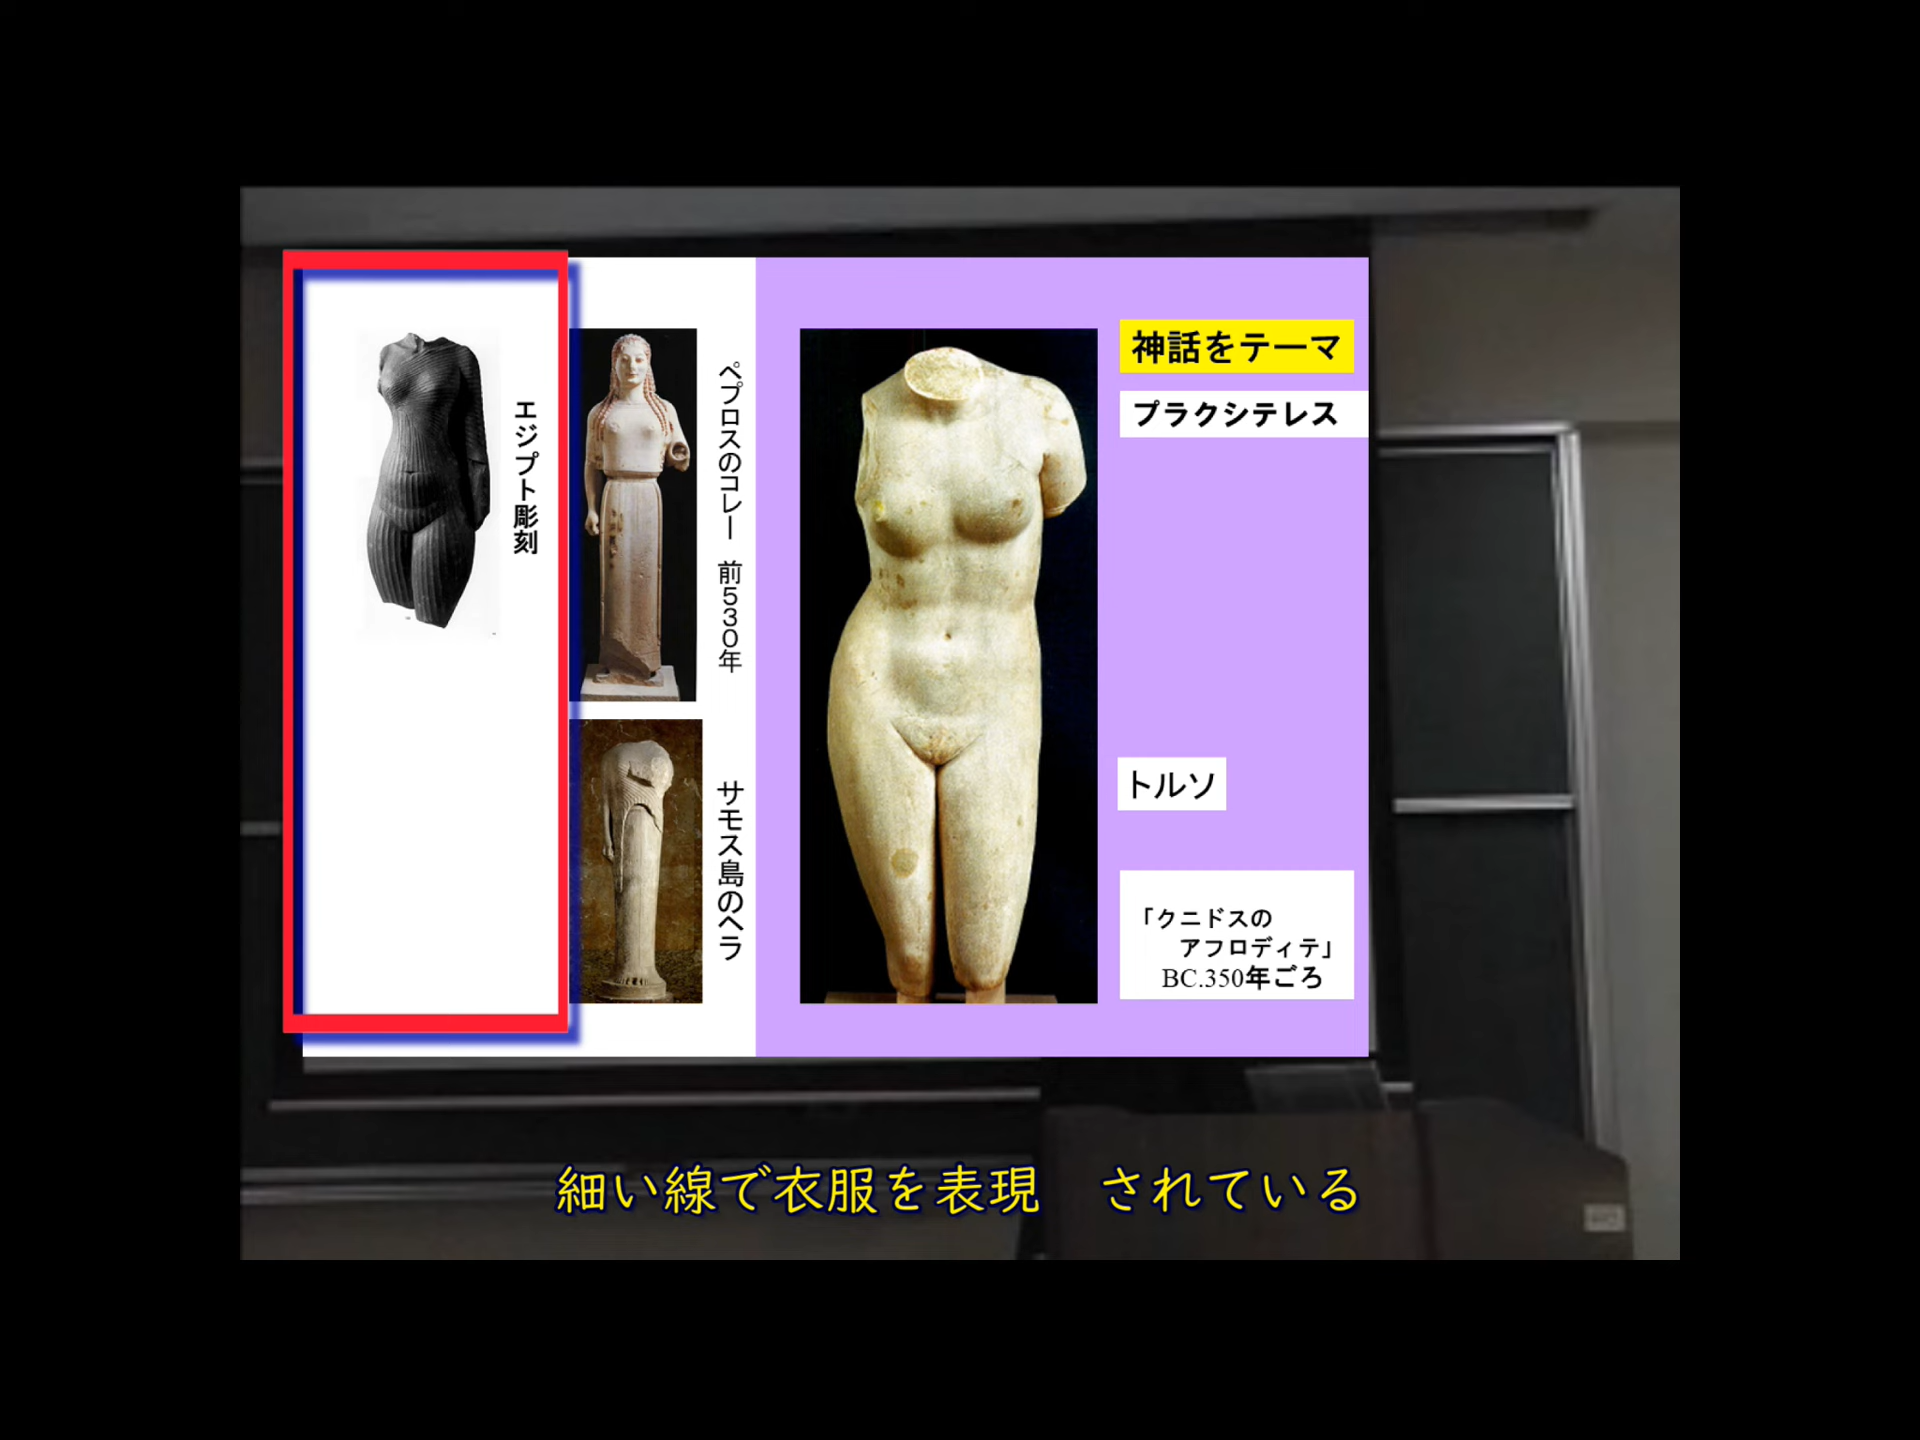 エジプト彫刻
ペプロスのコレー　前530年
サモス島のヘラ
神話をテーマ
プラクシテレス
トルソ
「クニドスの
アフロディテ」
BC.350年ごろ
細い線で衣服を表現　されている